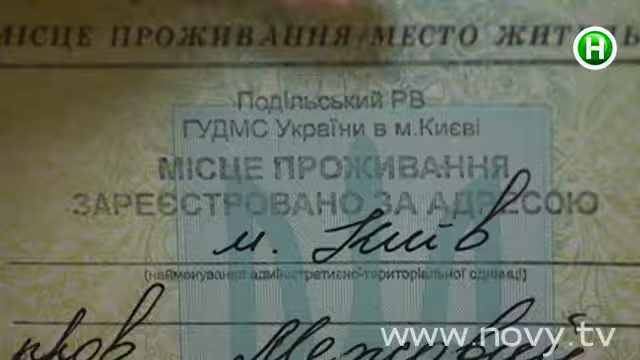 МІСЦЕ ПРОЖИВАННЯ/МЕСТО ЖИТЕЛЬ
Н
Подільський РВ
ГУДМС України в м.Києві
МІСЦЕ ПРОЖИВАННЯ
ЗАРЕЄСТРОВАНО ЗА АДРЕСОЮ
м. Київ
(найменування адміністративно-територіальної одиниці)
пров
www.novy.tv